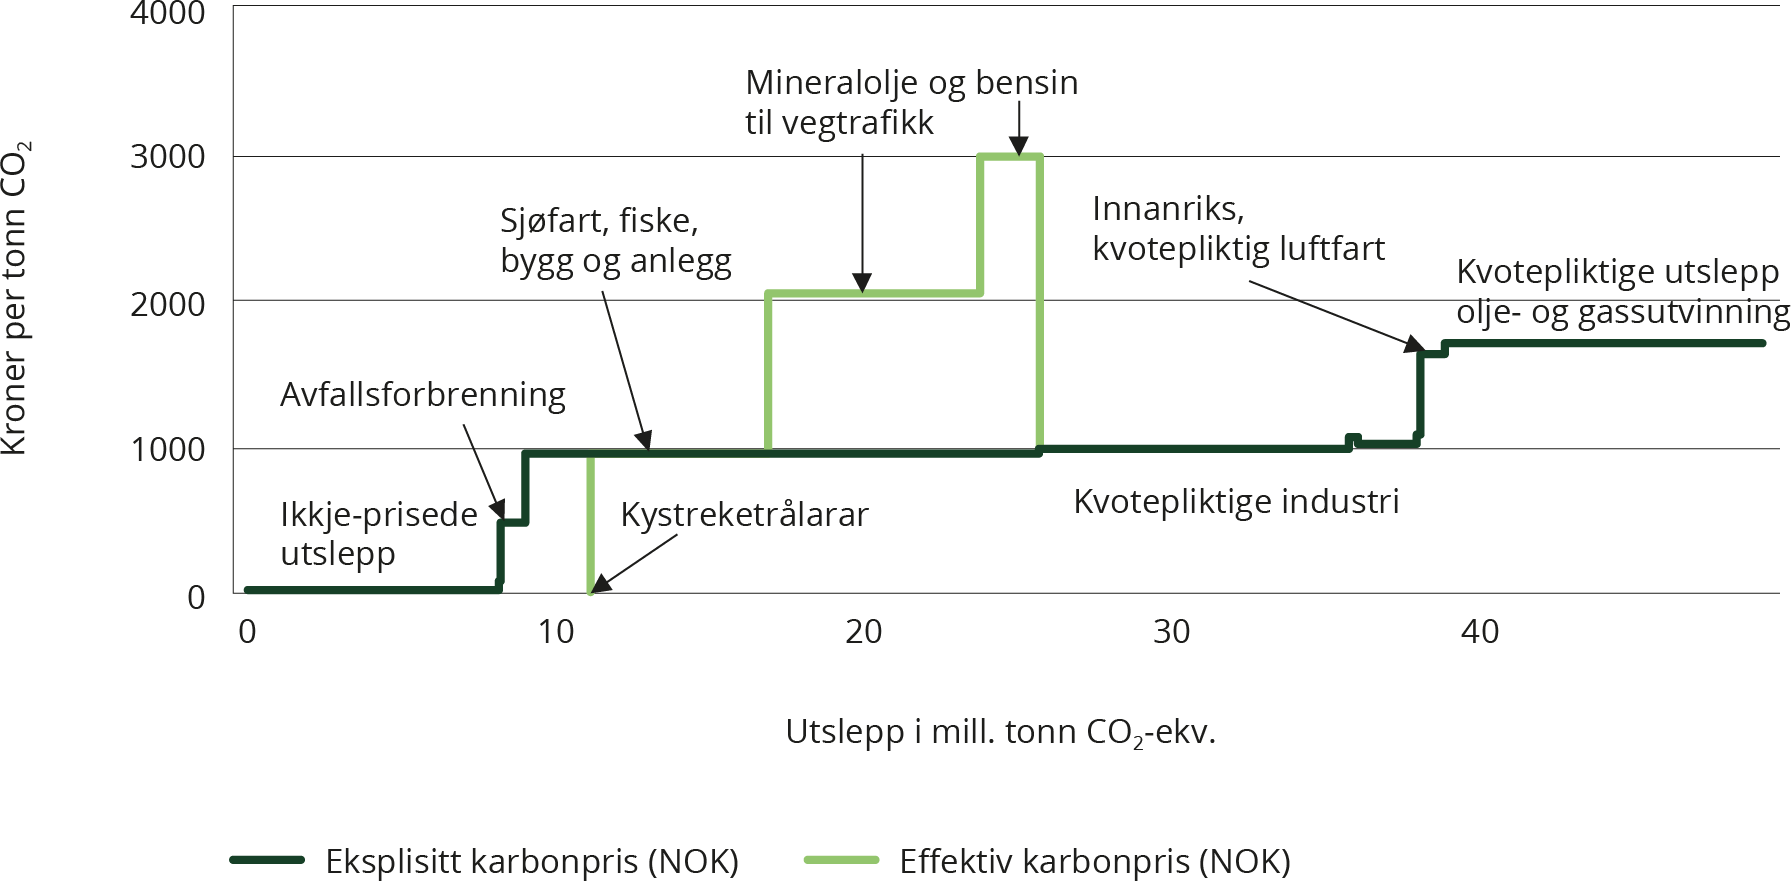 Kroner per tonn CO₂
4000
3000
2000
1000
0
Mineralolje og bensin
til vegtrafikk
Sjøfart, fiske,
bygg og anlegg
Innanriks,
kvotepliktig luftfart
Kvotepliktige utslepp
olje- og gassutvinning
Avfallsforbrenning
Ikkje-prisede
utslepp
Kystreketrålarar
Kvotepliktige industri
0 10 20 30 40
Utslepp i mill. tonn CO₂-ekv.
Eksplisitt karbonpris (NOK) Effektiv karbonpris (NOK)